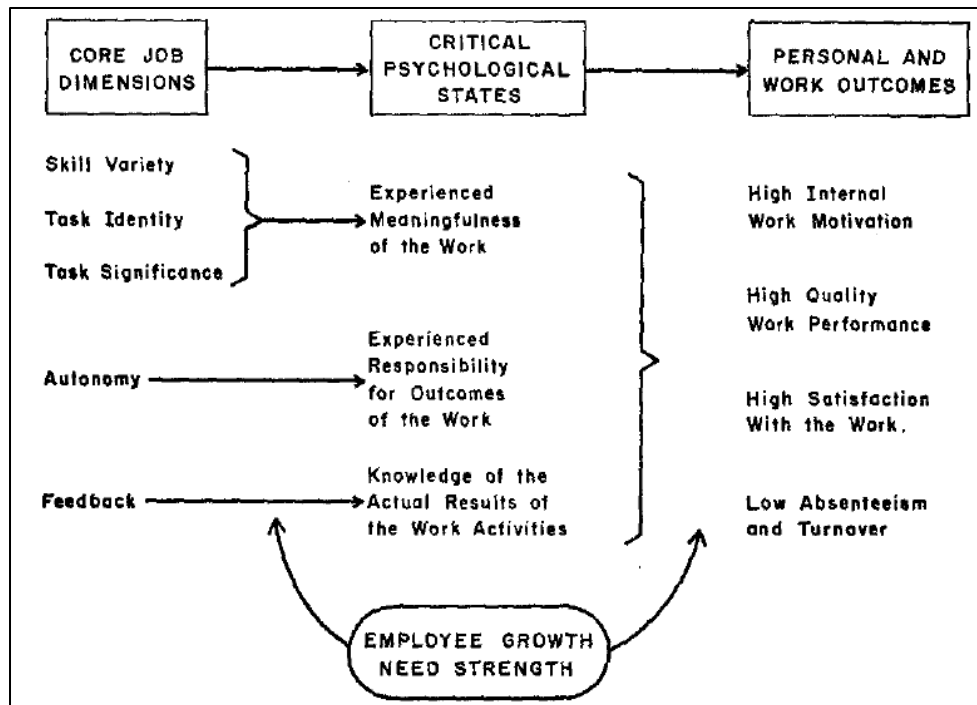 CORE JOB
DIMENSIONS
CRITICAL
PSYCHOLOGICAL
STATES
PERSONAL AND
WORK OUTCOMES
Skill Variety
Task Identity
Task Significance
Experienced
Meaningfulness
of the Work
High Internal
Work Motivation
High Quality
Work Performance
Autonomy
Experienced
Responsibility
for Outcomes
of the Work
High Satisfaction
With the Work.
Feedback
Knowledge of the
Actual Results of
the Work Activities
Low Absenteeism
and Turnover
EMPLOYEE GROWTH
NEED STRENGTH